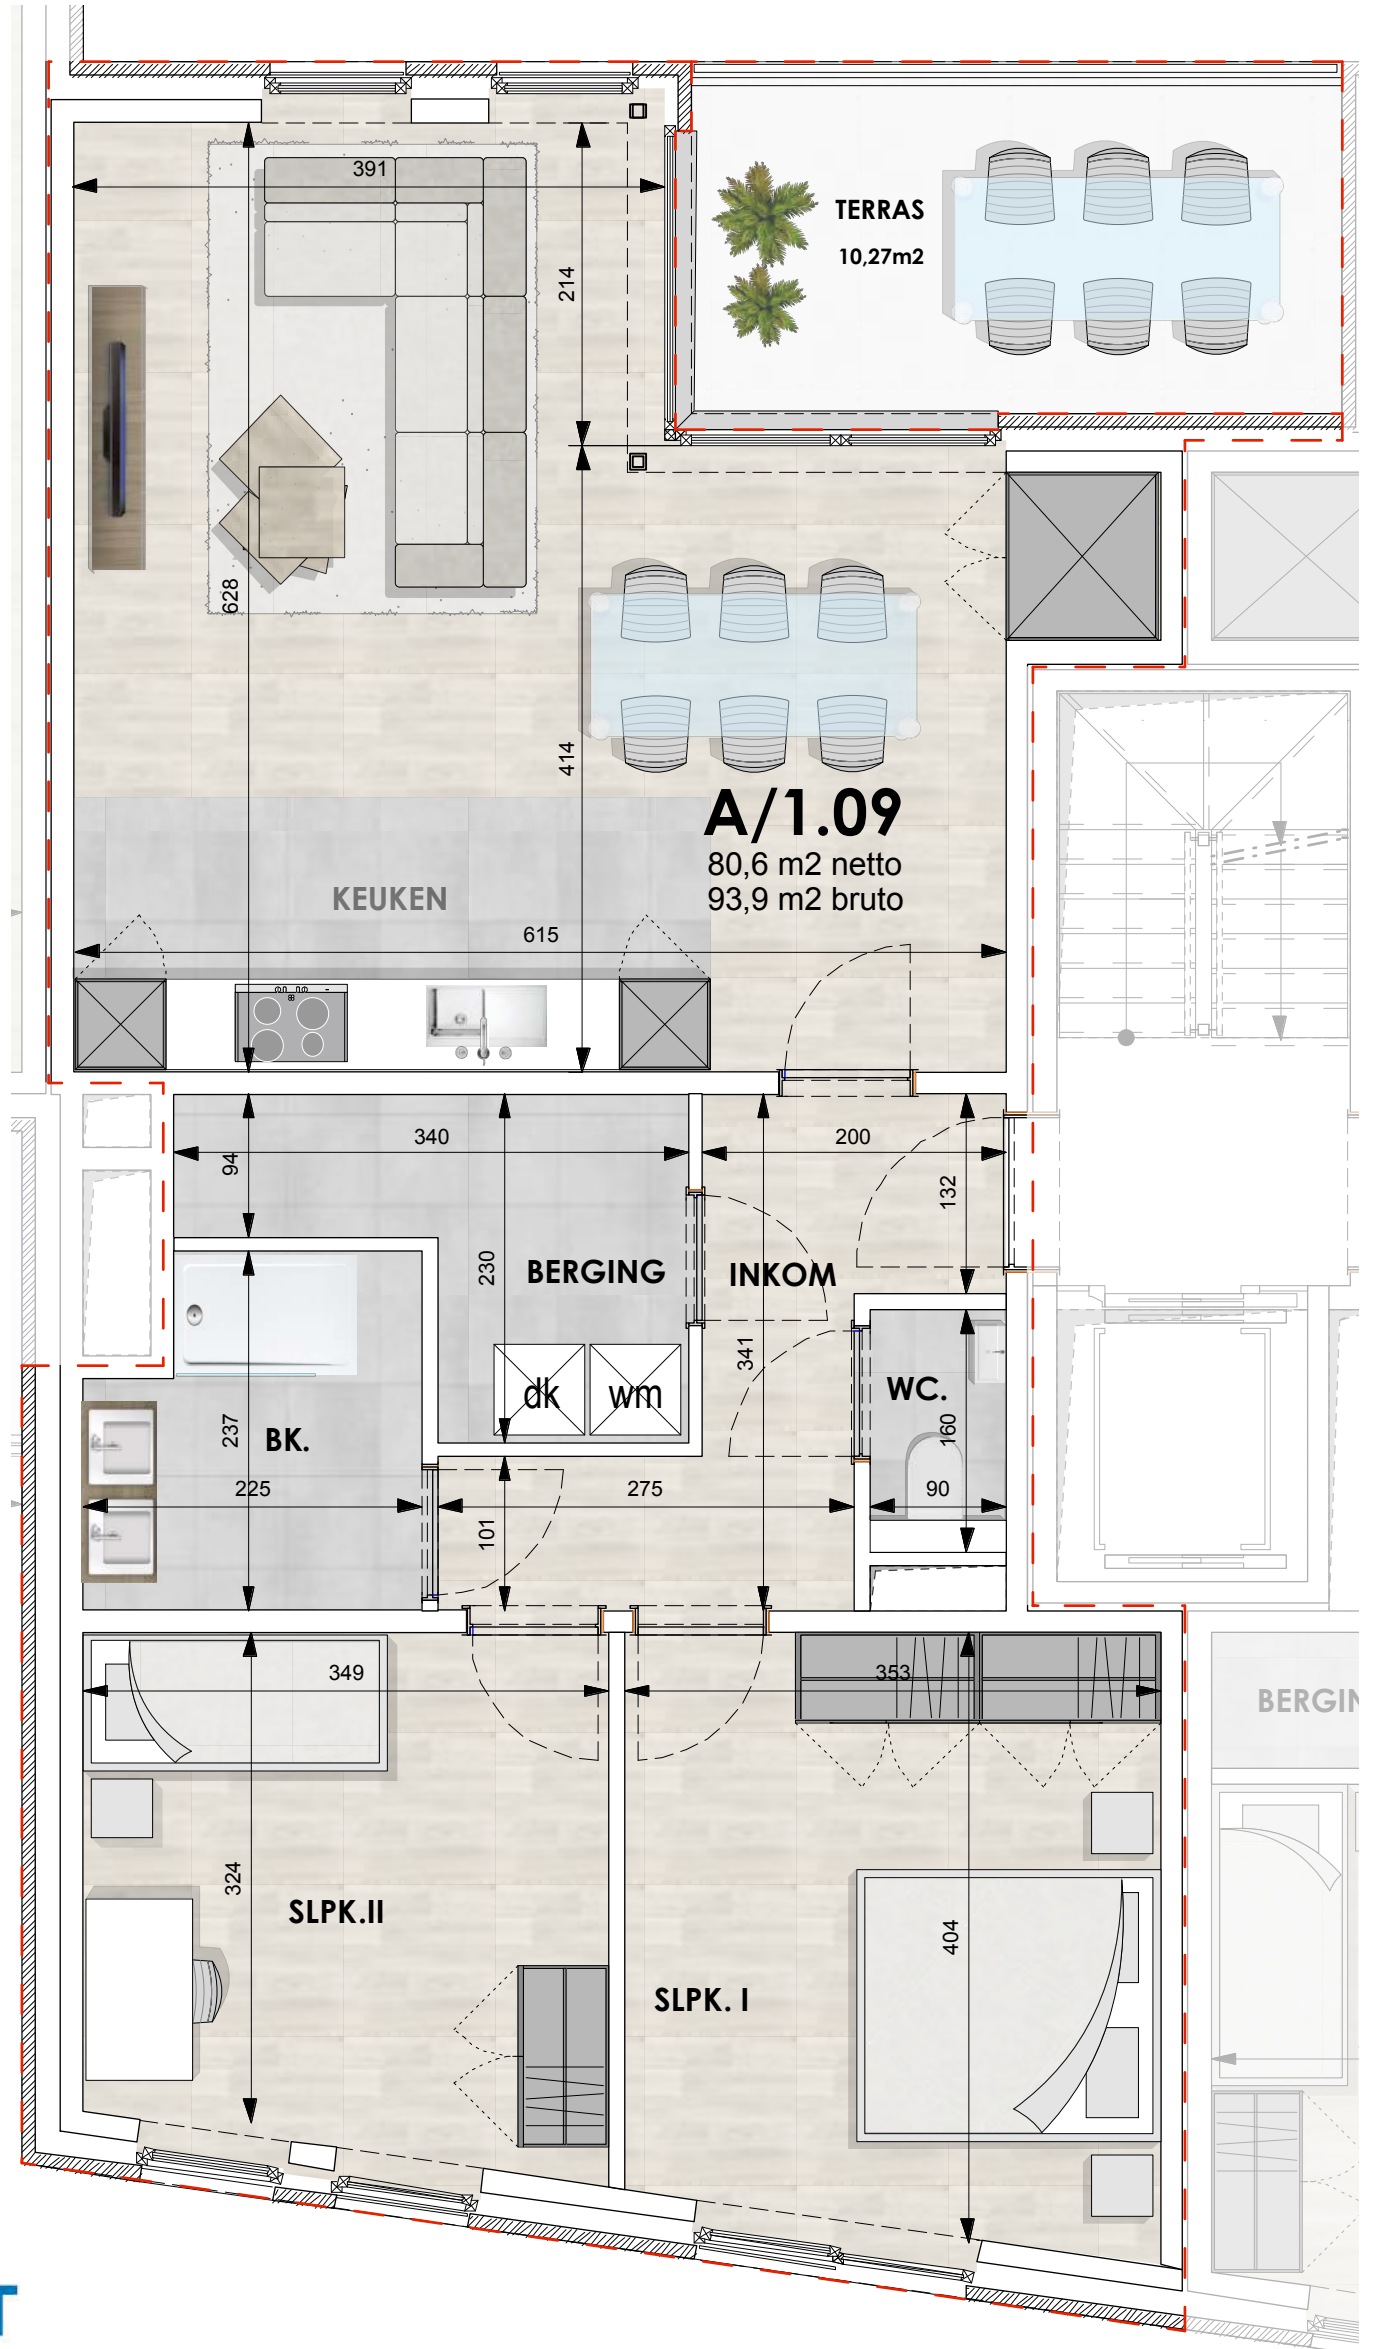 391
TERRAS
10,27m2
214
628
414
A/1.09
80,6 m2 netto
93,9 m2 bruto
KEUKEN
615
340
200
94
132
230
BERGING
INKOM
341
dk
wm
WC.
160
237
BK.
225
275
90
101
349
353
BERGIN
324
SLPK.II
404
SLPK. I
T